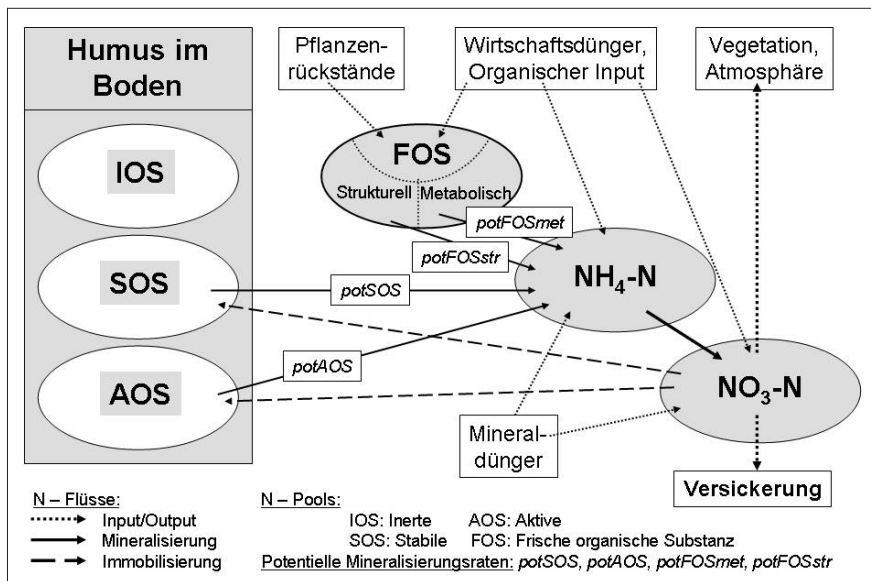 Humus im
Boden
IOS
SOS
AOS
Pflanzen-
rückstände
Wirtschaftsdünger,
Organischer Input
Vegetation,
Atmosphäre
FOS
Strukturell
Metabolisch
potFOSmet
potFOSstr
potSOS
potAOS
NH₄-N
NO₃-N
Mineral-
dünger
Versickerung
N – Flüsse:
Input/Output
Mineralisierung
Immobilisierung
N – Pools:
IOS: Inerte AOS: Aktive
SOS: Stabile FOS: Frische organische Substanz
Potentielle Mineralisierungsraten: potSOS, potAOS, potFOSmet, potFOSstr